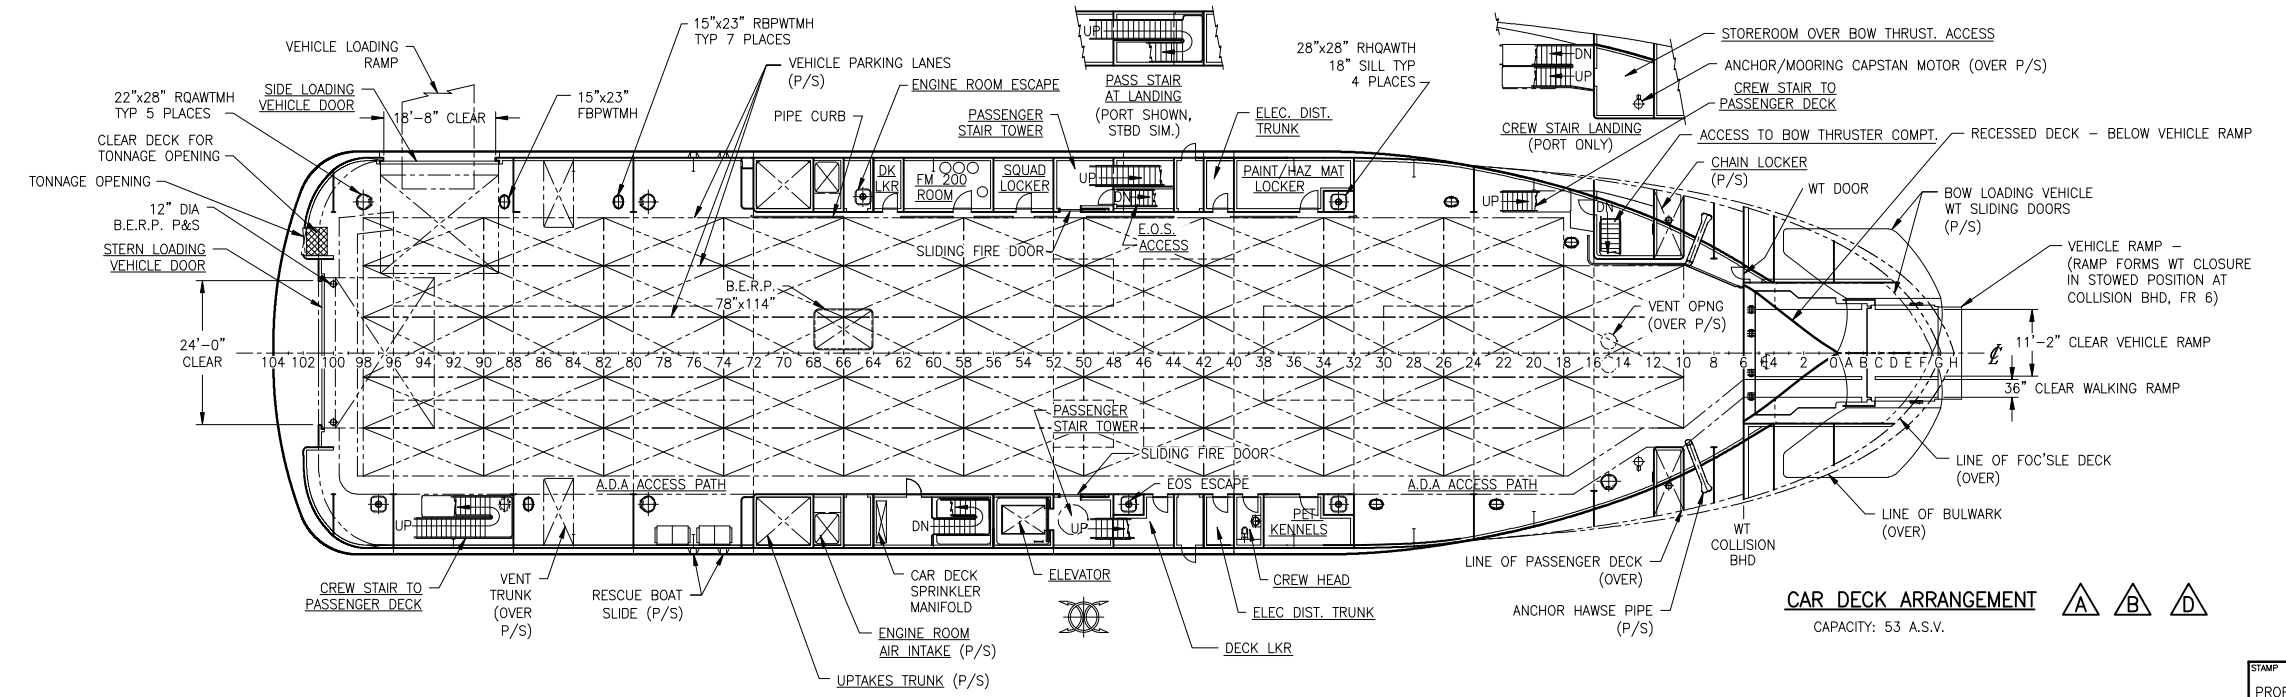 VEHICLE LOADING
RAMP
SIDE LOADING
VEHICLE DOOR
18'-8" CLEAR
22"x28" RQAWTMH
TYP 5 PLACES
CLEAR DECK FOR
TONNAGE OPENING
TONNAGE OPENING
12" DIA
B.E.R.P. P&S
STERN LOADING
VEHICLE DOOR
24'-0"
CLEAR
15"x23"
FBPWTMH
15"x23" RBPWTMH
TYP 7 PLACES
VEHICLE PARKING LANES
(P/S)
PIPE CURB
ENGINE ROOM ESCAPE
PASSENGER
STAIR TOWER
UP
PASS STAIR
AT LANDING
(PORT SHOWN,
STBD SIM.)
ELEC. DIST.
TRUNK
28"x28" RHQAWTH
18" SILL TYP
4 PLACES
DN
UP
CREW STAIR LANDING
(PORT ONLY)
STOREROOM OVER BOW THRUST. ACCESS
ANCHOR/MOORING CAPSTAN MOTOR (OVER P/S)
CREW STAIR TO
PASSENGER DECK
ACCESS TO BOW THRUSTER COMPT.
RECESSED DECK – BELOW VEHICLE RAMP
CHAIN LOCKER
(P/S)
WT DOOR
BOW LOADING VEHICLE
WT SLIDING DOORS
(P/S)
VEHICLE RAMP –
(RAMP FORMS WT CLOSURE
IN STOWED POSITION AT
COLLISION BHD, FR 6)
DK
LKR
FM 200
ROOM
SQUAD
LOCKER
UP
DN
PAINT/HAZ MAT
LOCKER
UP
DN
SLIDING FIRE DOOR
E.O.S.
ACCESS
B.E.R.P.
78"x114"
VENT OPNG
(OVER P/S)
104 102 100 98 96 94 92 90 88 86 84 82 80 78 76 74 72 70 68 66 64 62 60 58 56 54 52 50 48 46 44 42 40 38 36 34 32 30 28 26 24 22 20 18 16 14 12 10 8 6 4 2 0 A B C D E F G H
11'-2" CLEAR VEHICLE RAMP
36" CLEAR WALKING RAMP
PASSENGER
STAIR TOWER
SLIDING FIRE DOOR
A.D.A ACCESS PATH
EOS ESCAPE
A.D.A ACCESS PATH
UP
DN
UP
PET
KENNELS
LINE OF FOC'SLE DECK
(OVER)
LINE OF BULWARK
(OVER)
WT
COLLISION
BHD
LINE OF PASSENGER DECK
(OVER)
ANCHOR HAWSE PIPE
(P/S)
CREW STAIR TO
PASSENGER DECK
VENT
TRUNK
(OVER
P/S)
RESCUE BOAT
SLIDE (P/S)
CAR DECK
SPRINKLER
MANIFOLD
ELEVATOR
CREW HEAD
ELEC DIST. TRUNK
ENGINE ROOM
AIR INTAKE (P/S)
DECK LKR
UPTAKES TRUNK (P/S)
CAR DECK ARRANGEMENT
A B D
CAPACITY: 53 A.S.V.
STAMP